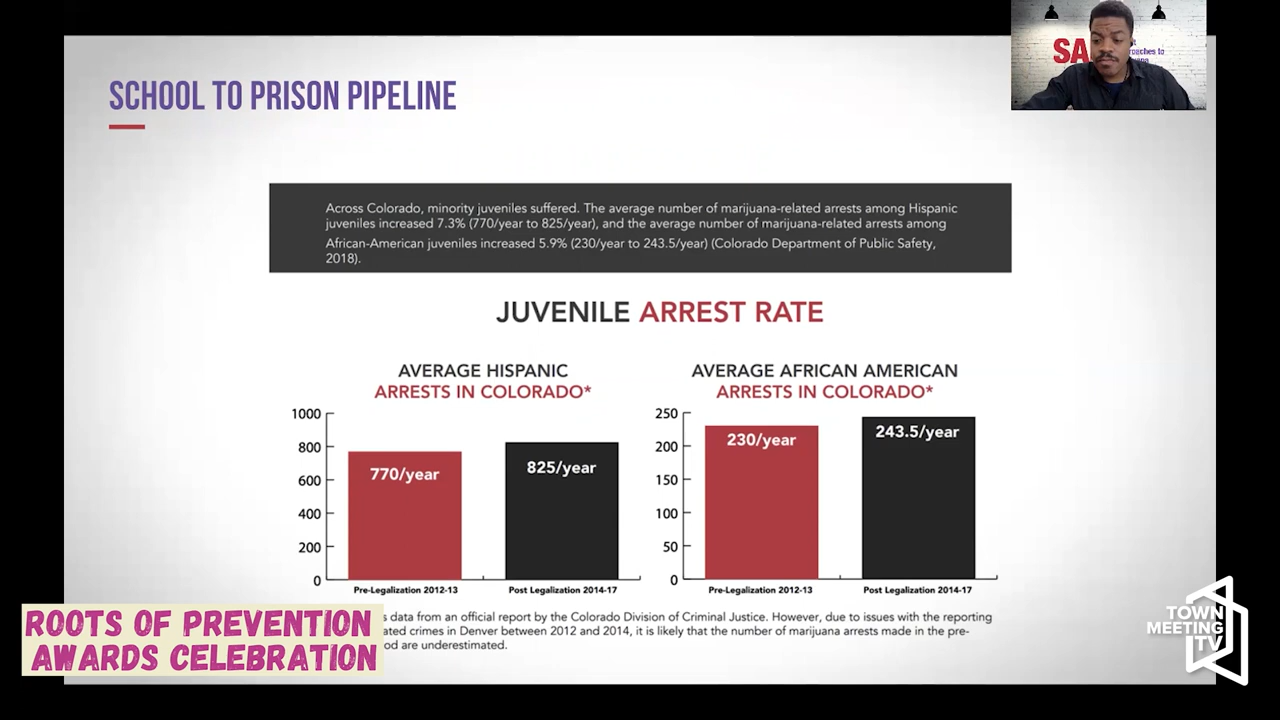 SA
roaches to
SCHOOL TO PRISON PIPELINE
Across Colorado, minority juveniles suffered. The average number of marijuana-related arrests among Hispanic
juveniles increased 7.3% (770/year to 825/year), and the average number of marijuana-related arrests among
African-American juveniles increased 5.9% (230/year to 243.5/year) (Colorado Department of Public Safety,
2018).
JUVENILE ARREST RATE
AVERAGE HISPANIC
ARRESTS IN COLORADO*
1000
800
600
400
200
0
770/year
825/year
Pre-Legalization 2012-13
Post Legalization 2014-17
AVERAGE AFRICAN AMERICAN
ARRESTS IN COLORADO*
250
200
150
100
50
0
230/year
243.5/year
Pre-Legalization 2012-13
Post Legalization 2014-17
s data from an official report by the Colorado Division of Criminal Justice. However, due to issues with the reporting
ated crimes in Denver between 2012 and 2014, it is likely that the number of marijuana arrests made in the pre-
od are underestimated.
ROOTS OF PREVENTION
AWARDS CELEBRATION
TOWN
MEETING
TV